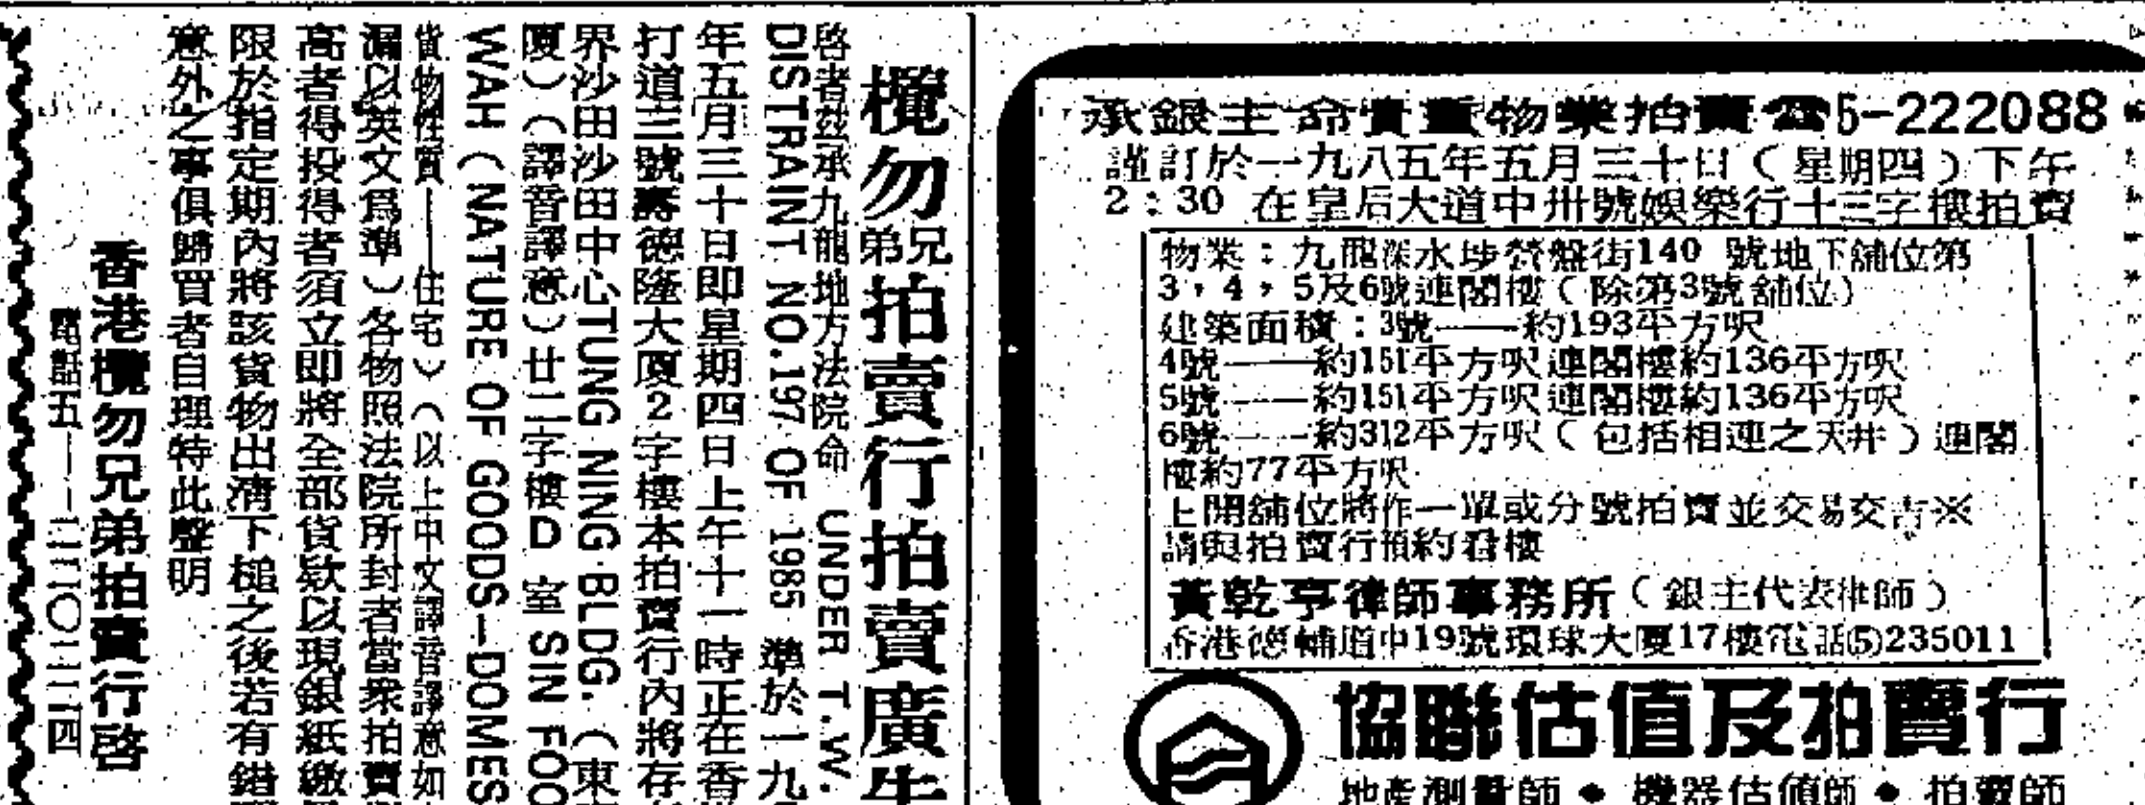 欖勿兄弟拍賣行拍賣廣告
啓者茲承九龍地方法院命 UNDER T.W.
DISTRAINT NO.197 OF 1985 準於一九
年五月三十日即星期四日上午十一時正在香
打道三號壽德隆大廈2字樓本拍賣行內將存
界沙田沙田中心TUNG NING BLDG.（東
廈）（譯音譯意）廿二字樓D室 SIN FOO
WAH（NATURE OF GOODS—DOMES
貨物性質——住宅）（以上中文譯音譯意如
漏以英文爲準）各物照法院所封者當衆拍賣
高者得投得者須立即將全部貨欵以現銀紙繳
限於指定期內將該貨物出清下槌之後若有錯
意外之事俱歸買者自理特此聲明
香港欖勿兄弟拍賣行啓
電話五——二二〇二二四
承銀主命賣 物業拍賣 5-222088
謹訂於一九八五年五月三十日（星期四）下午
2：30 在皇后大道中卅號娛樂行十三字樓拍賣
物業：九龍深水埗營盤街140 號地下舖位第
3，4，5及6號連閣樓（除第3號舖位）
建築面積：3號——約193平方呎
4號——約151平方呎連閣樓約136平方呎
5號——約151平方呎連閣樓約136平方呎
6號——約312平方呎（包括相連之天井）連閣
樓約77平方呎
上開舖位將作一單或分號拍賣並交易交吉※
請與拍賣行預約看樓
黃乾亨律師事務所（銀主代表律師）
香港德輔道中19號環球大廈17樓電話(5)235011
協聯估值及拍賣行
地產測量師◆機器估值師◆拍賣師